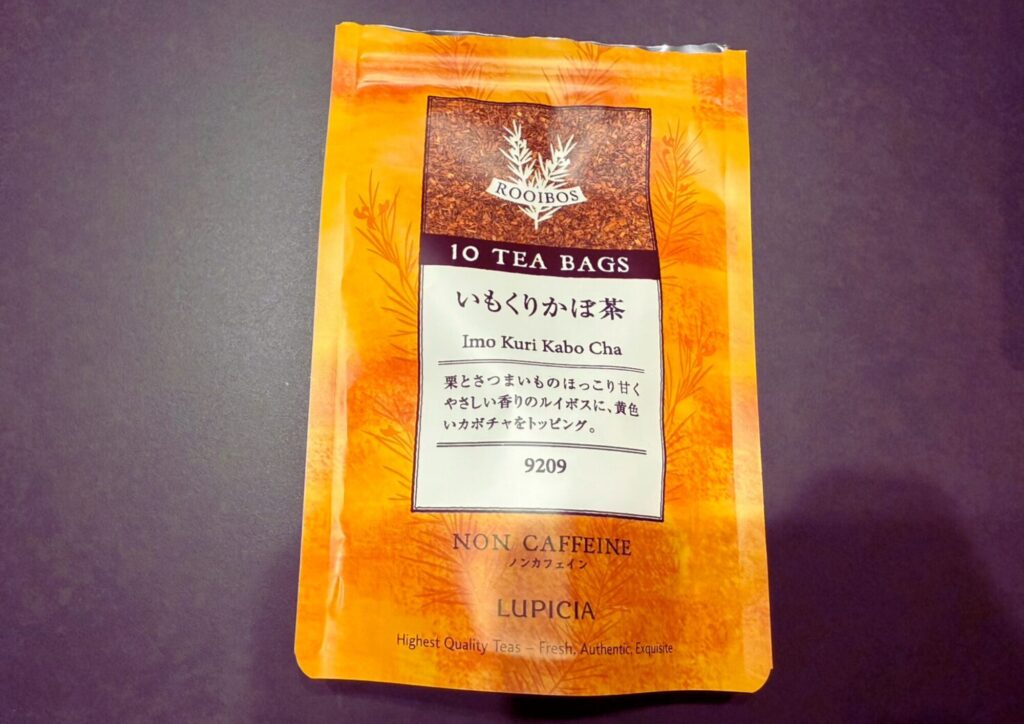 ROOIBOS
10 TEA BAGS
いもくりかぼ茶
Imo Kuri Kabo Cha
栗とさつまいものほっこり甘く
やさしい香りのルイボスに、黄色
いカボチャをトッピング。
9209
NON CAFFEINE
ノンカフェイン
LUPICIA
Highest Quality Teas – Fresh, Authentic, Exquisite